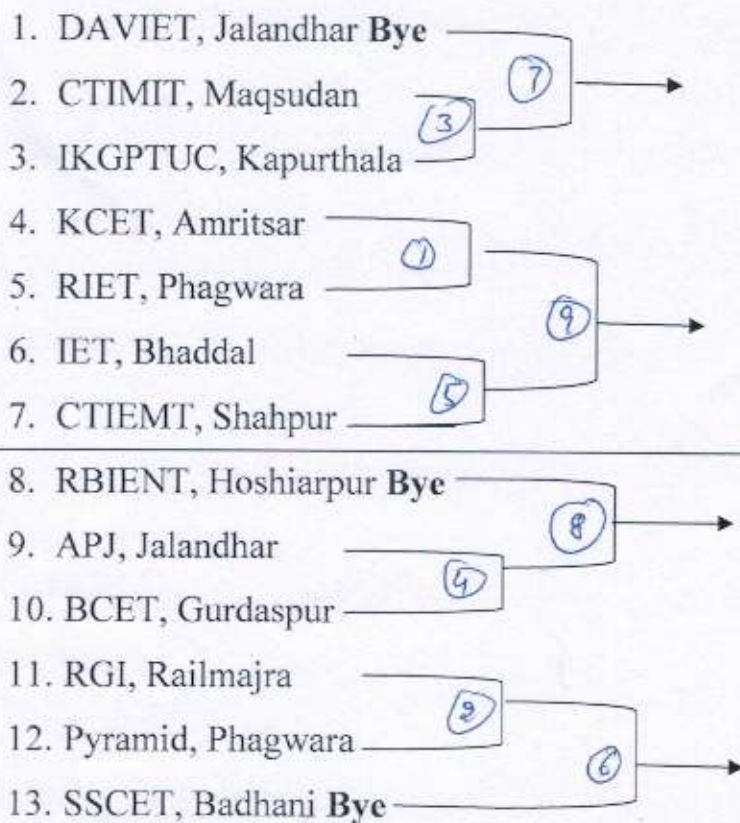 1. DAVIET, Jalandhar Bye
7
2. CTIMIT, Maqsudan
3
3. IKGPTUC, Kapurthala
4. KCET, Amritsar
1
5. RIET, Phagwara
9
6. IET, Bhaddal
5
7. CTIEMT, Shahpur
8. RBIENT, Hoshiarpur Bye
8
9. APJ, Jalandhar
4
10. BCET, Gurdaspur
11. RGI, Railmajra
2
12. Pyramid, Phagwara
6
13. SSCET, Badhani Bye